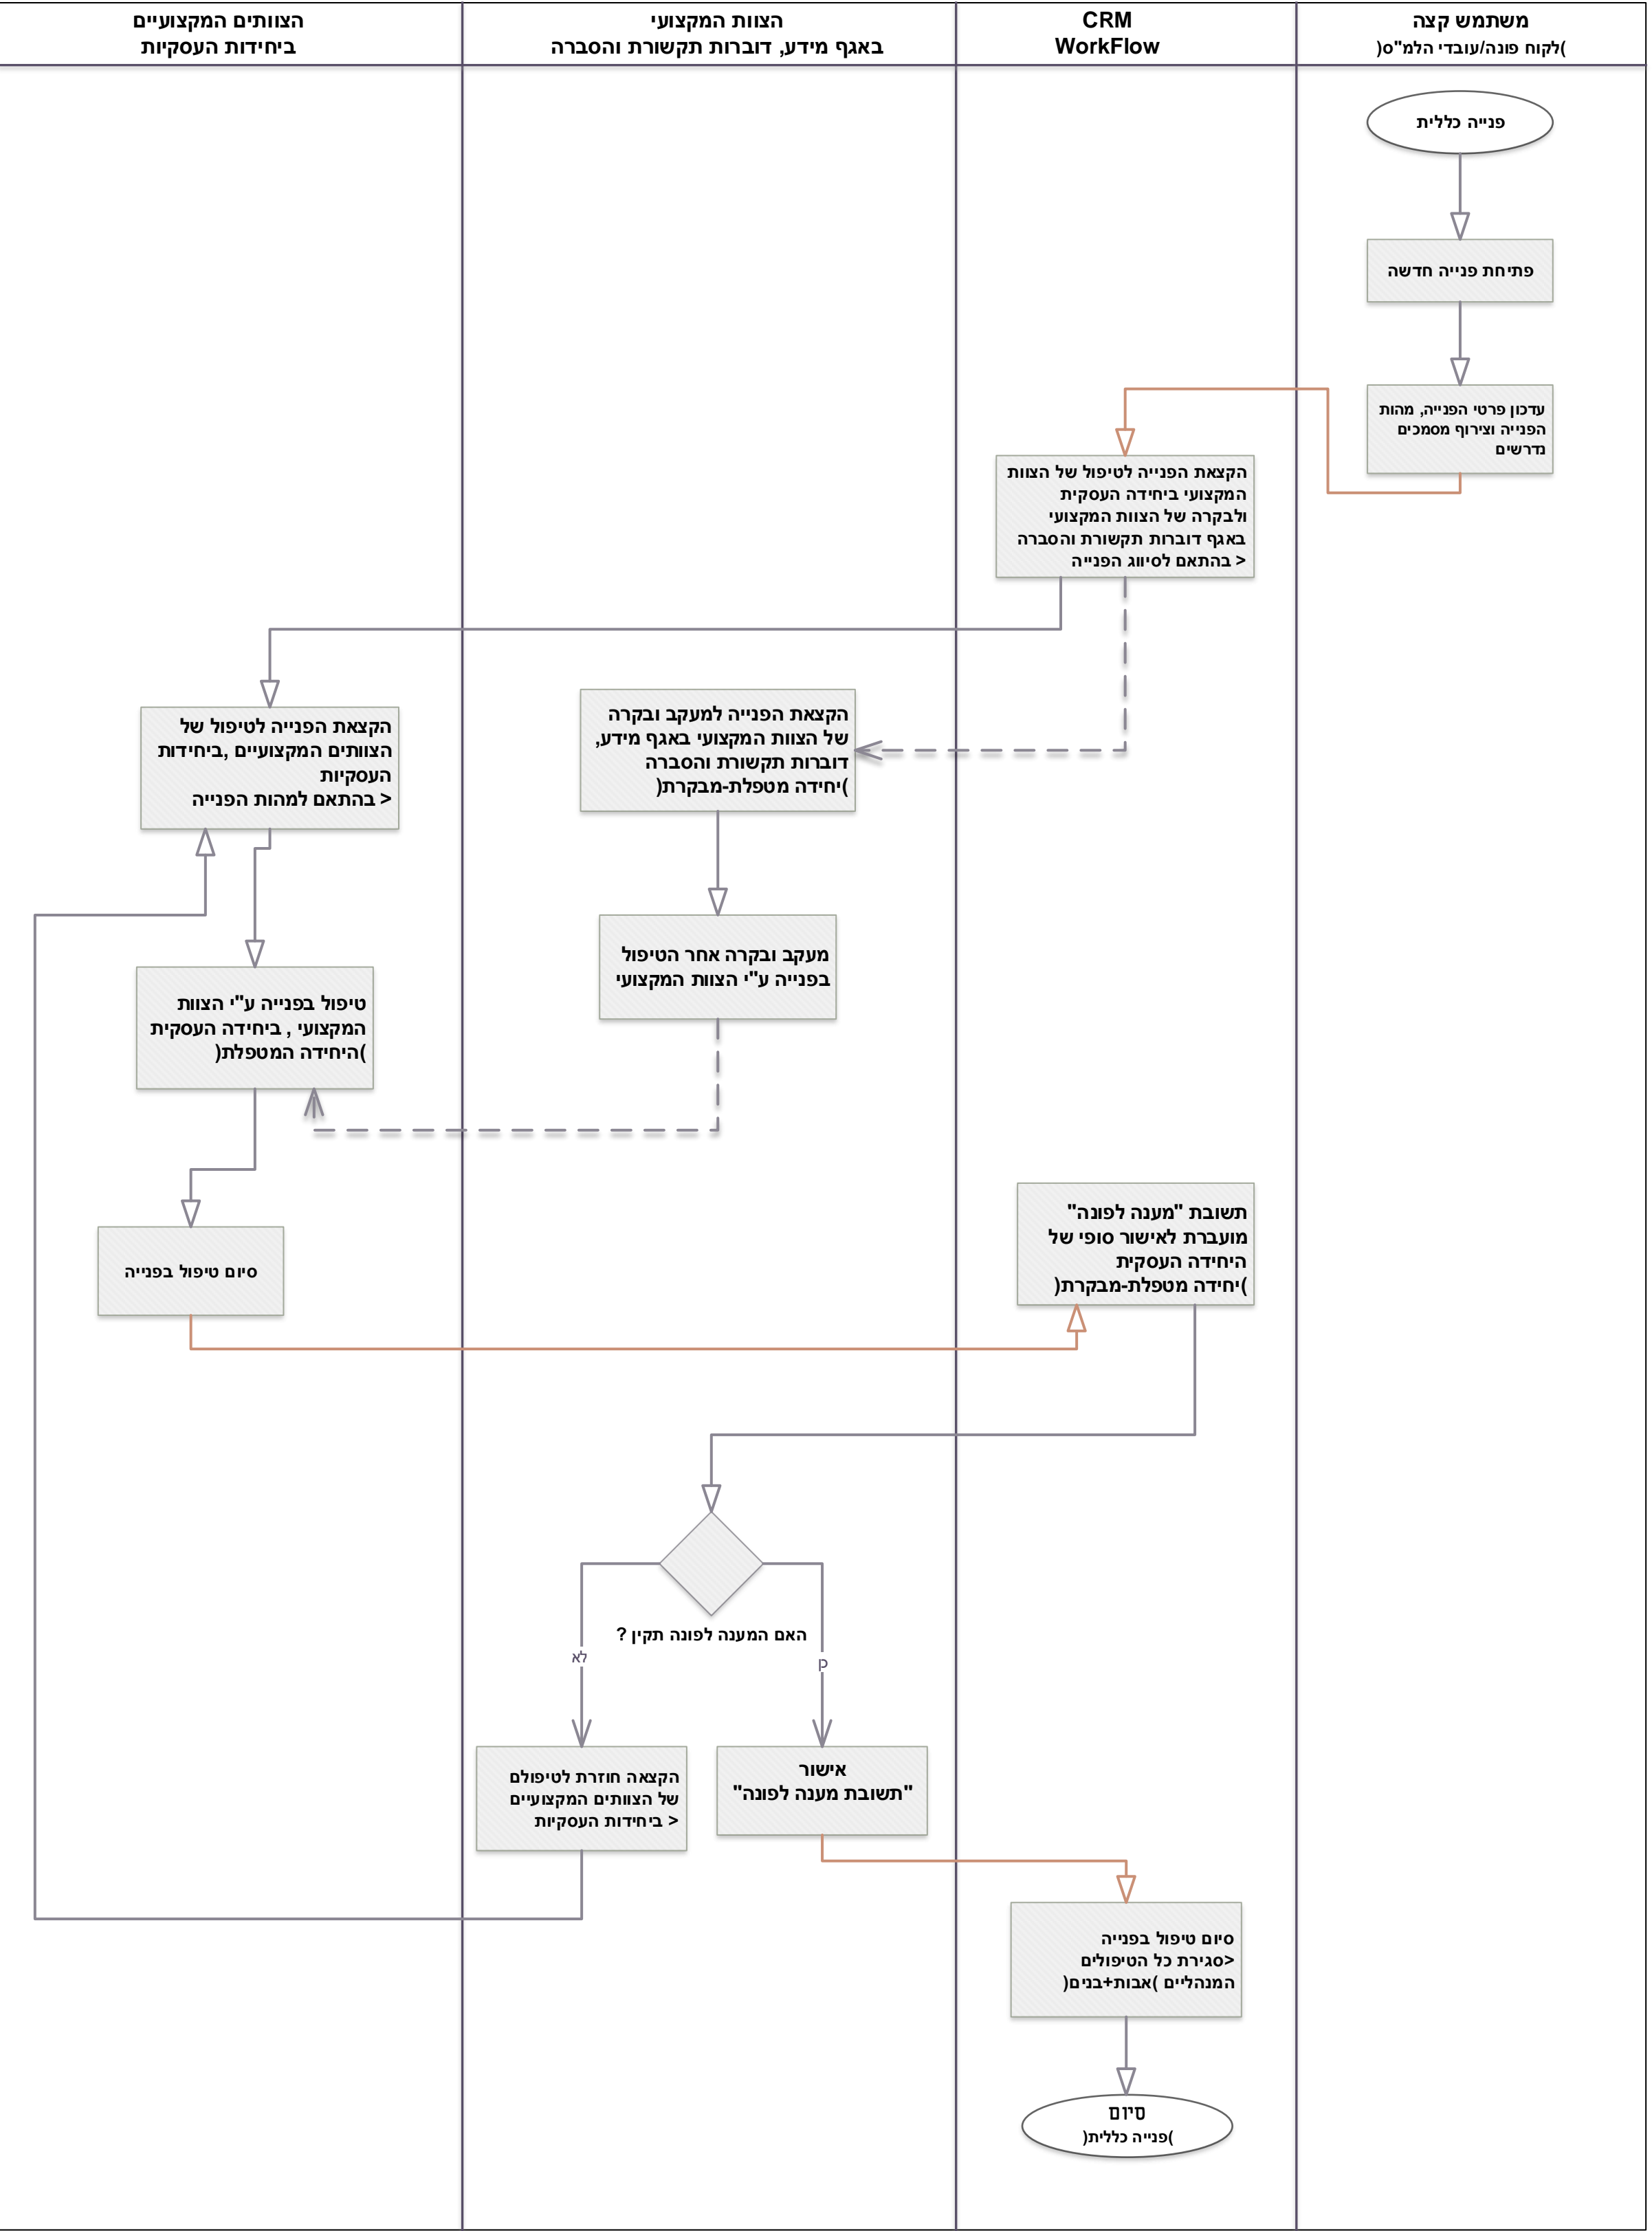 משתמש קצה
)לקוח פונה/עובדי הלמ"ס(
CRM
WorkFlow
הצוות המקצועי
באגף מידע, דוברות תקשורת והסברה
הצוותים המקצועיים
ביחידות העסקיות
פנייה כללית
פתיחת פנייה חדשה
עדכון פרטי הפנייה, מהות
הפנייה וצירוף מסמכים
נדרשים
הקצאת הפנייה לטיפול של הצוות
המקצועי ביחידה העסקית
ולבקרה של הצוות המקצועי
באגף דוברות תקשורת והסברה
< בהתאם לסיווג הפנייה
הקצאת הפנייה למעקב ובקרה
של הצוות המקצועי באגף מידע,
דוברות תקשורת והסברה
)יחידה מטפלת-מבקרת(
הקצאת הפנייה לטיפול של
הצוותים המקצועיים ,ביחידות
העסקיות
< בהתאם למהות הפנייה
מעקב ובקרה אחר הטיפול
בפנייה ע"י הצוות המקצועי
טיפול בפנייה ע"י הצוות
המקצועי , ביחידה העסקית
)היחידה המטפלת(
סיום טיפול בפנייה
תשובת "מענה לפונה"
מועברת לאישור סופי של
היחידה העסקית
)יחידה מטפלת-מבקרת(
האם המענה לפונה תקין ?
כן
לא
אישור
"תשובת מענה לפונה"
הקצאה חוזרת לטיפולם
של הצוותים המקצועיים
< ביחידות העסקיות
סיום טיפול בפנייה
<סגירת כל הטיפולים
המנהליים )אבות+בנים(
סיום
)פנייה כללית(